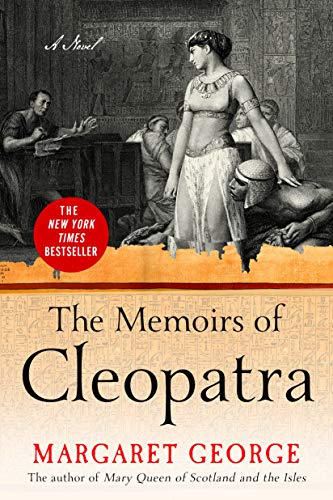 A Novel
THE
NEW YORK
TIMES
BESTSELLER
The Memoirs of
Cleopatra
MARGARET GEORGE
The author of Mary Queen of Scotland and the Isles